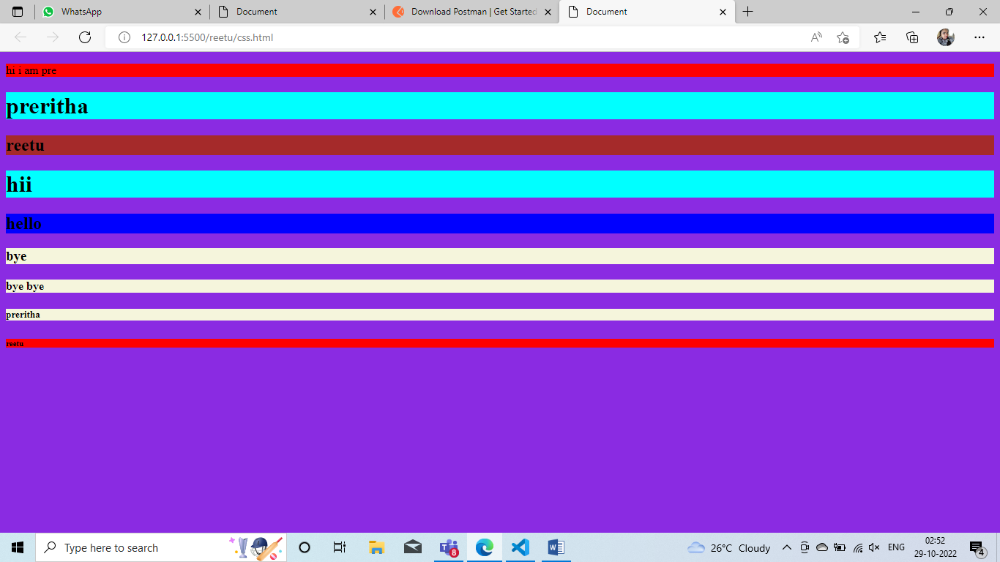 WhatsApp
Document
Download Postman | Get Started
Document
127.0.0.1:5500/reetu/css.html
hi i am pre
preritha
reetu
hii
hello
bye
bye bye
preritha
reetu
Type here to search
8
26°C Cloudy
ENG
02:52
29-10-2022
4